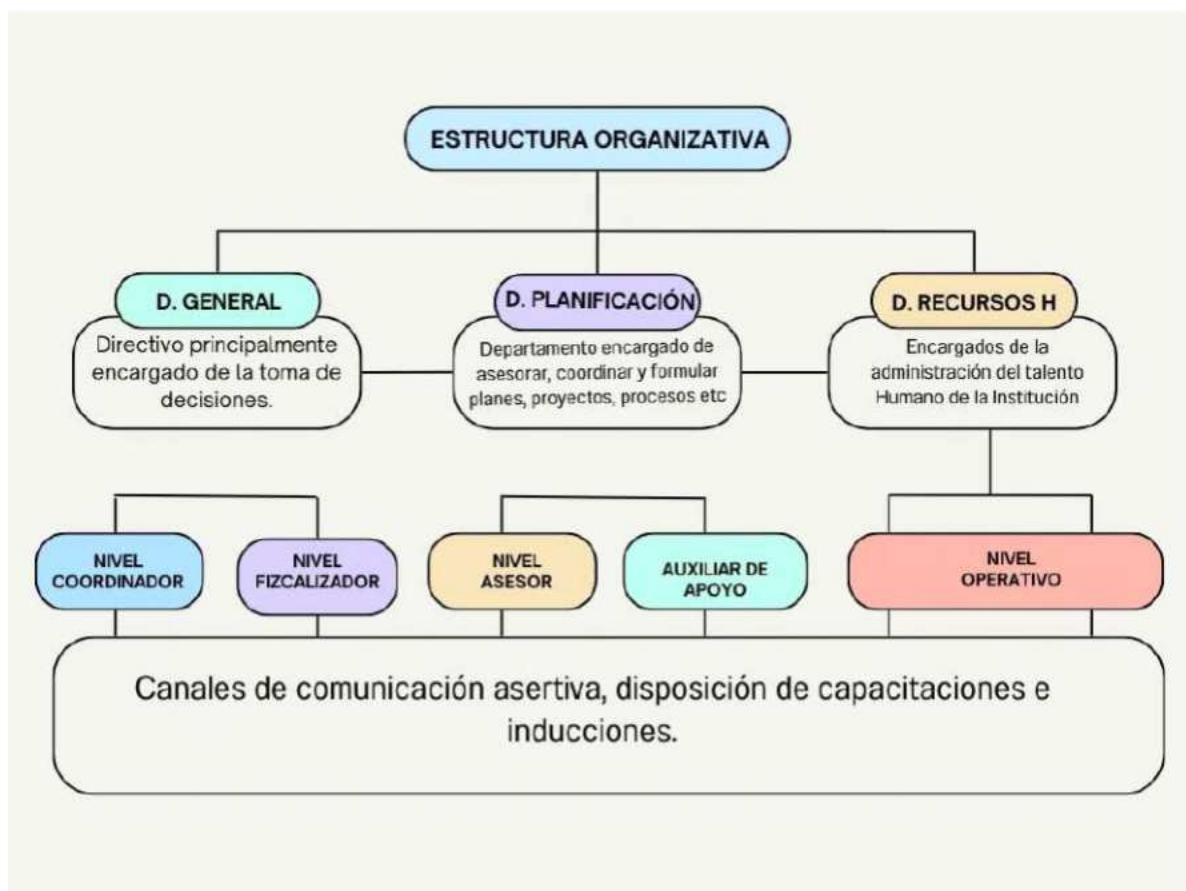 ESTRUCTURA ORGANIZATIVA
D. GENERAL
Directivo principalmente
encargado de la toma de
decisiones.
D. PLANIFICACIÓN
Departamento encargado de
asesorar, coordinar y formular
planes, proyectos, procesos etc
D. RECURSOS H
Encargados de la
administración del talento
Humano de la Institución
NIVEL
COORDINADOR
NIVEL
FIZCALIZADOR
NIVEL
ASESOR
AUXILIAR DE
APOYO
NIVEL
OPERATIVO
Canales de comunicación asertiva, disposición de capacitaciones e
inducciones.